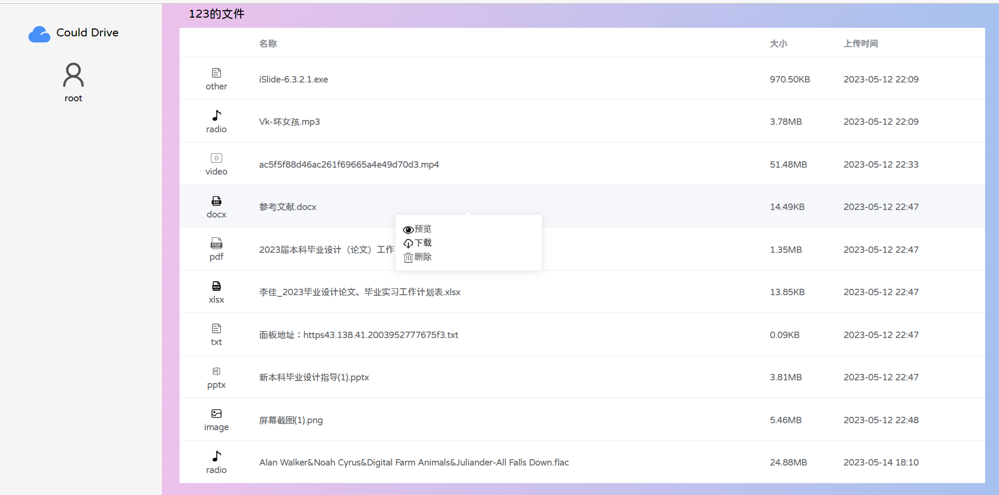 Could Drive
root
123的文件
名称 大小 上传时间
other iSlide-6.3.2.1.exe 970.50KB 2023-05-12 22:09
radio Vk-坏女孩.mp3 3.78MB 2023-05-12 22:09
video ac5f5f88d46ac261f69665a4e49d70d3.mp4 51.48MB 2023-05-12 22:33
docx 参考文献.docx 14.49KB 2023-05-12 22:47
预览
下载
删除
PDF
pdf 2023届本科毕业设计（论文）工作 1.35MB 2023-05-12 22:47
XLSX
xlsx 李佳_2023毕业设计论文、毕业实习工作计划表.xlsx 13.85KB 2023-05-12 22:47
txt 面板地址：https43.138.41.2003952777675f3.txt 0.09KB 2023-05-12 22:47
pptx 新本科毕业设计指导(1).pptx 3.81MB 2023-05-12 22:47
image 屏幕截图(1).png 5.46MB 2023-05-12 22:48
radio Alan Walker&Noah Cyrus&Digital Farm Animals&Juliander-All Falls Down.flac 24.88MB 2023-05-14 18:10